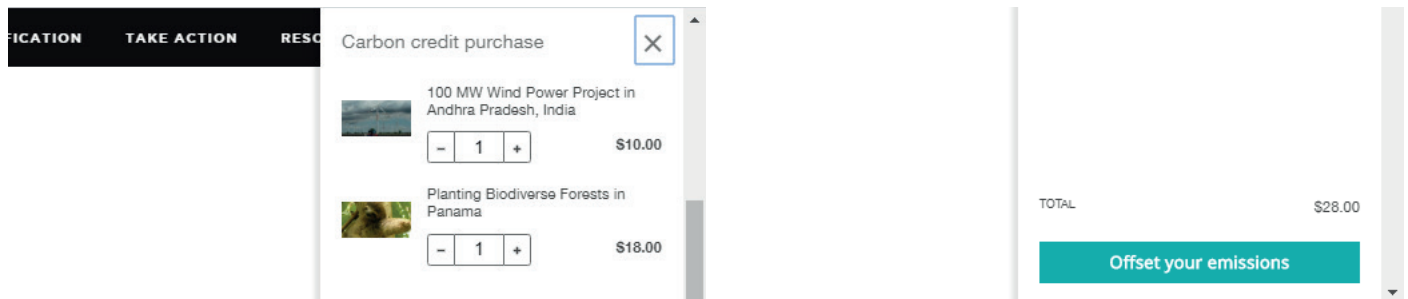 FICATION TAKE ACTION RESO
Carbon credit purchase
100 MW Wind Power Project in
Andhra Pradesh, India
− 1 + $10.00
Planting Biodiverse Forests in
Panama
− 1 + $18.00
TOTAL $28.00
Offset your emissions